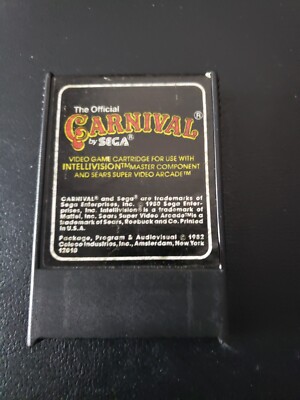 The Official
CARNIVAL®
by SEGA®
VIDEO GAME CARTRIDGE FOR USE WITH
INTELLIVISION™ MASTER COMPONENT
AND SEARS SUPER VIDEO ARCADE™
CARNIVAL® and Sega® are trademarks of
Sega Enterprises, Inc. © 1980 Sega Enter-
prises, Inc. Intellivision™ is a trademark of
Mattel, Inc. Sears Super Video Arcade™ is a
trademark of Sears, Roebuck and Co. Printed
in U.S.A.
Package, Program & Audiovisual © 1982
Coleco Industries, Inc., Amsterdam, New York